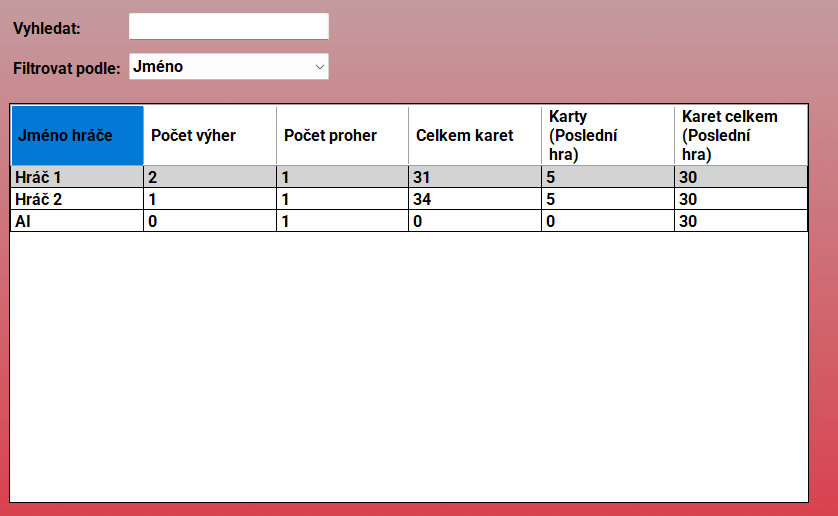 Vyhledat:
Filtrovat podle: Jméno
Jméno hráče Počet výher Počet proher Celkem karet Karty (Poslední hra) Karet celkem (Poslední hra)
Hráč 1 2 1 31 5 30
Hráč 2 1 1 34 5 30
AI 0 1 0 0 30